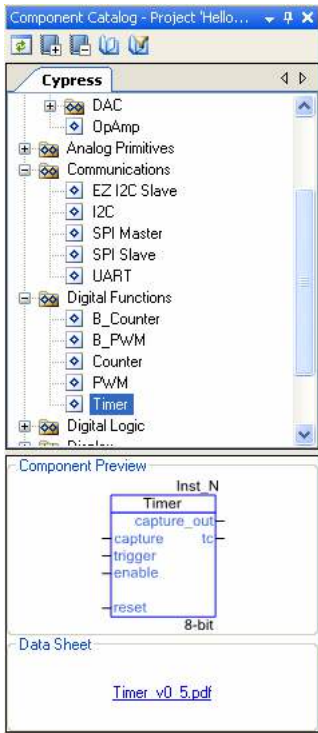 Component Catalog - Project 'Hello...
Cypress
DAC
OpAmp
Analog Primitives
Communications
EZ I2C Slave
I2C
SPI Master
SPI Slave
UART
Digital Functions
B_Counter
B_PWM
Counter
PWM
Timer
Digital Logic
Component Preview
Inst_N
Timer
capture_out
capture tc
trigger
enable
reset
8-bit
Data Sheet
Timer_v0_5.pdf